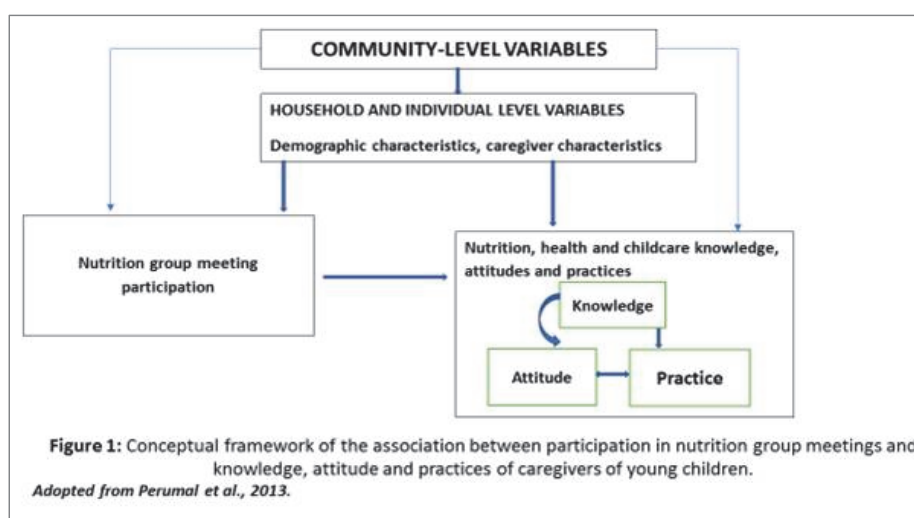 COMMUNITY-LEVEL VARIABLES
HOUSEHOLD AND INDIVIDUAL LEVEL VARIABLES
Demographic characteristics, caregiver characteristics
Nutrition group meeting
participation
Nutrition, health and childcare knowledge,
attitudes and practices
Knowledge
Attitude
Practice
Figure 1: Conceptual framework of the association between participation in nutrition group meetings and
knowledge, attitude and practices of caregivers of young children.
Adopted from Perumal et al., 2013.